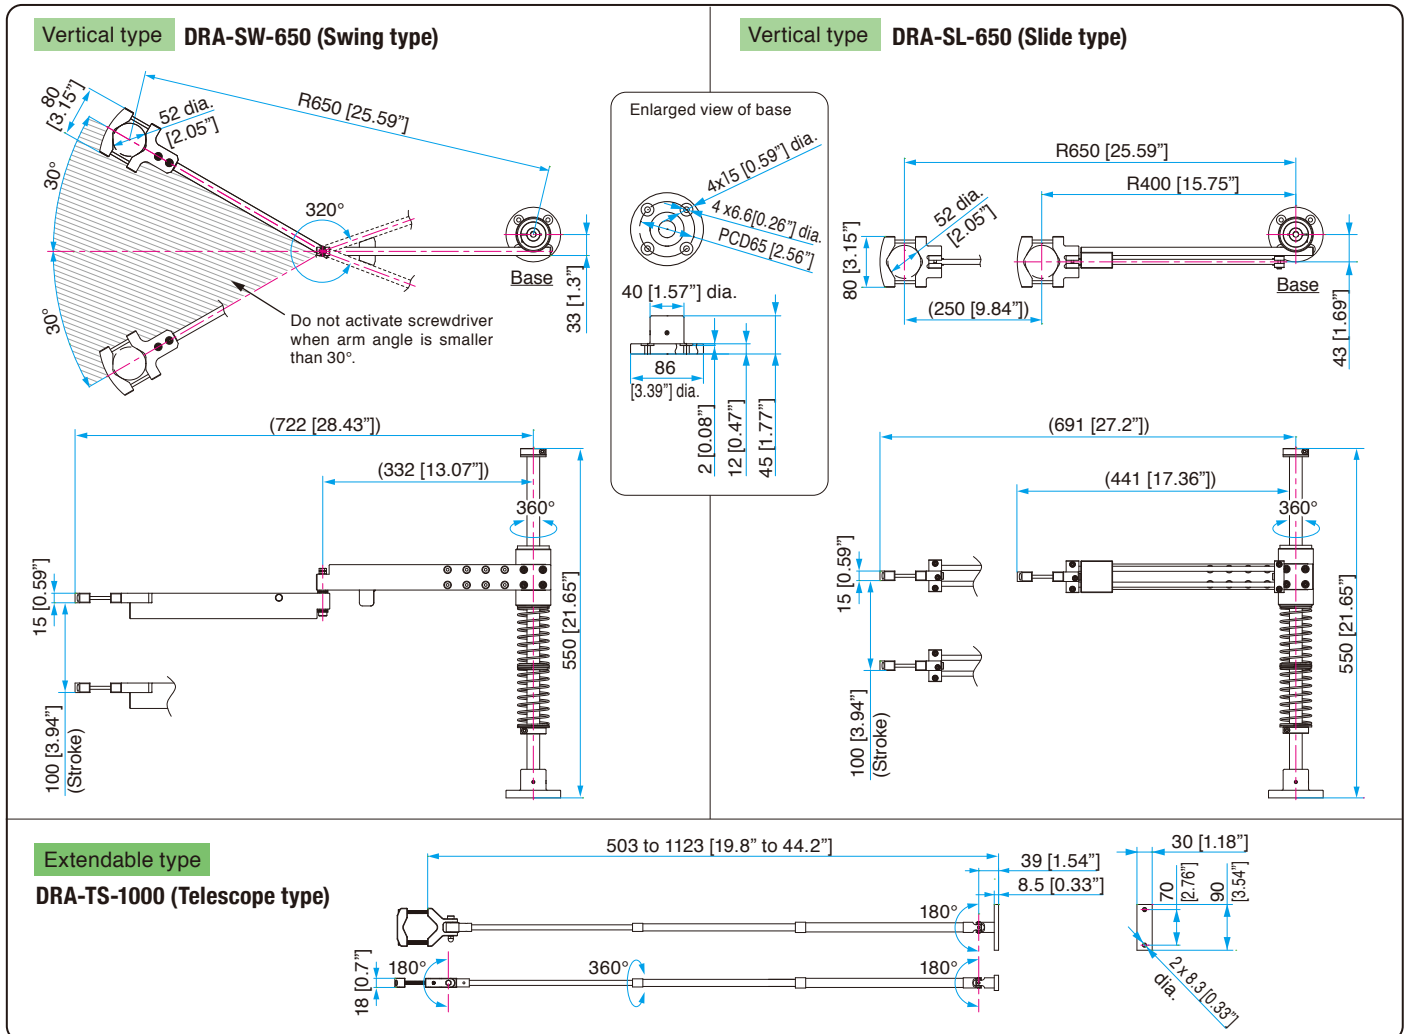 Vertical type DRA-SW-650 (Swing type)
80
[3.15”]
52 dia.
[2.05”]
R650 [25.59”]
30°
30°
320°
Base
33 [1.3”]
Do not activate screwdriver
when arm angle is smaller
than 30°.
(722 [28.43”])
(332 [13.07”])
360°
15 [0.59”]
100 [3.94”]
(Stroke)
550 [21.65”]
Enlarged view of base
4x15 [0.59”] dia.
4 x6.6[0.26”] dia.
PCD65 [2.56”]
40 [1.57”] dia.
86
[3.39”] dia.
2 [0.08”]
12 [0.47”]
45 [1.77”]
Vertical type DRA-SL-650 (Slide type)
R650 [25.59”]
R400 [15.75”]
52 dia.
[2.05”]
80 [3.15”]
(250 [9.84”])
Base
43 [1.69”]
(691 [27.2”])
(441 [17.36”])
360°
15 [0.59”]
100 [3.94”]
(Stroke)
550 [21.65”]
Extendable type
DRA-TS-1000 (Telescope type)
503 to 1123 [19.8” to 44.2”]
39 [1.54”]
8.5 [0.33”]
180°
18 [0.7”]
180°
360°
180°
30 [1.18”]
70
[2.76”]
90
[3.54”]
2 x 8.3 [0.33”]
dia.